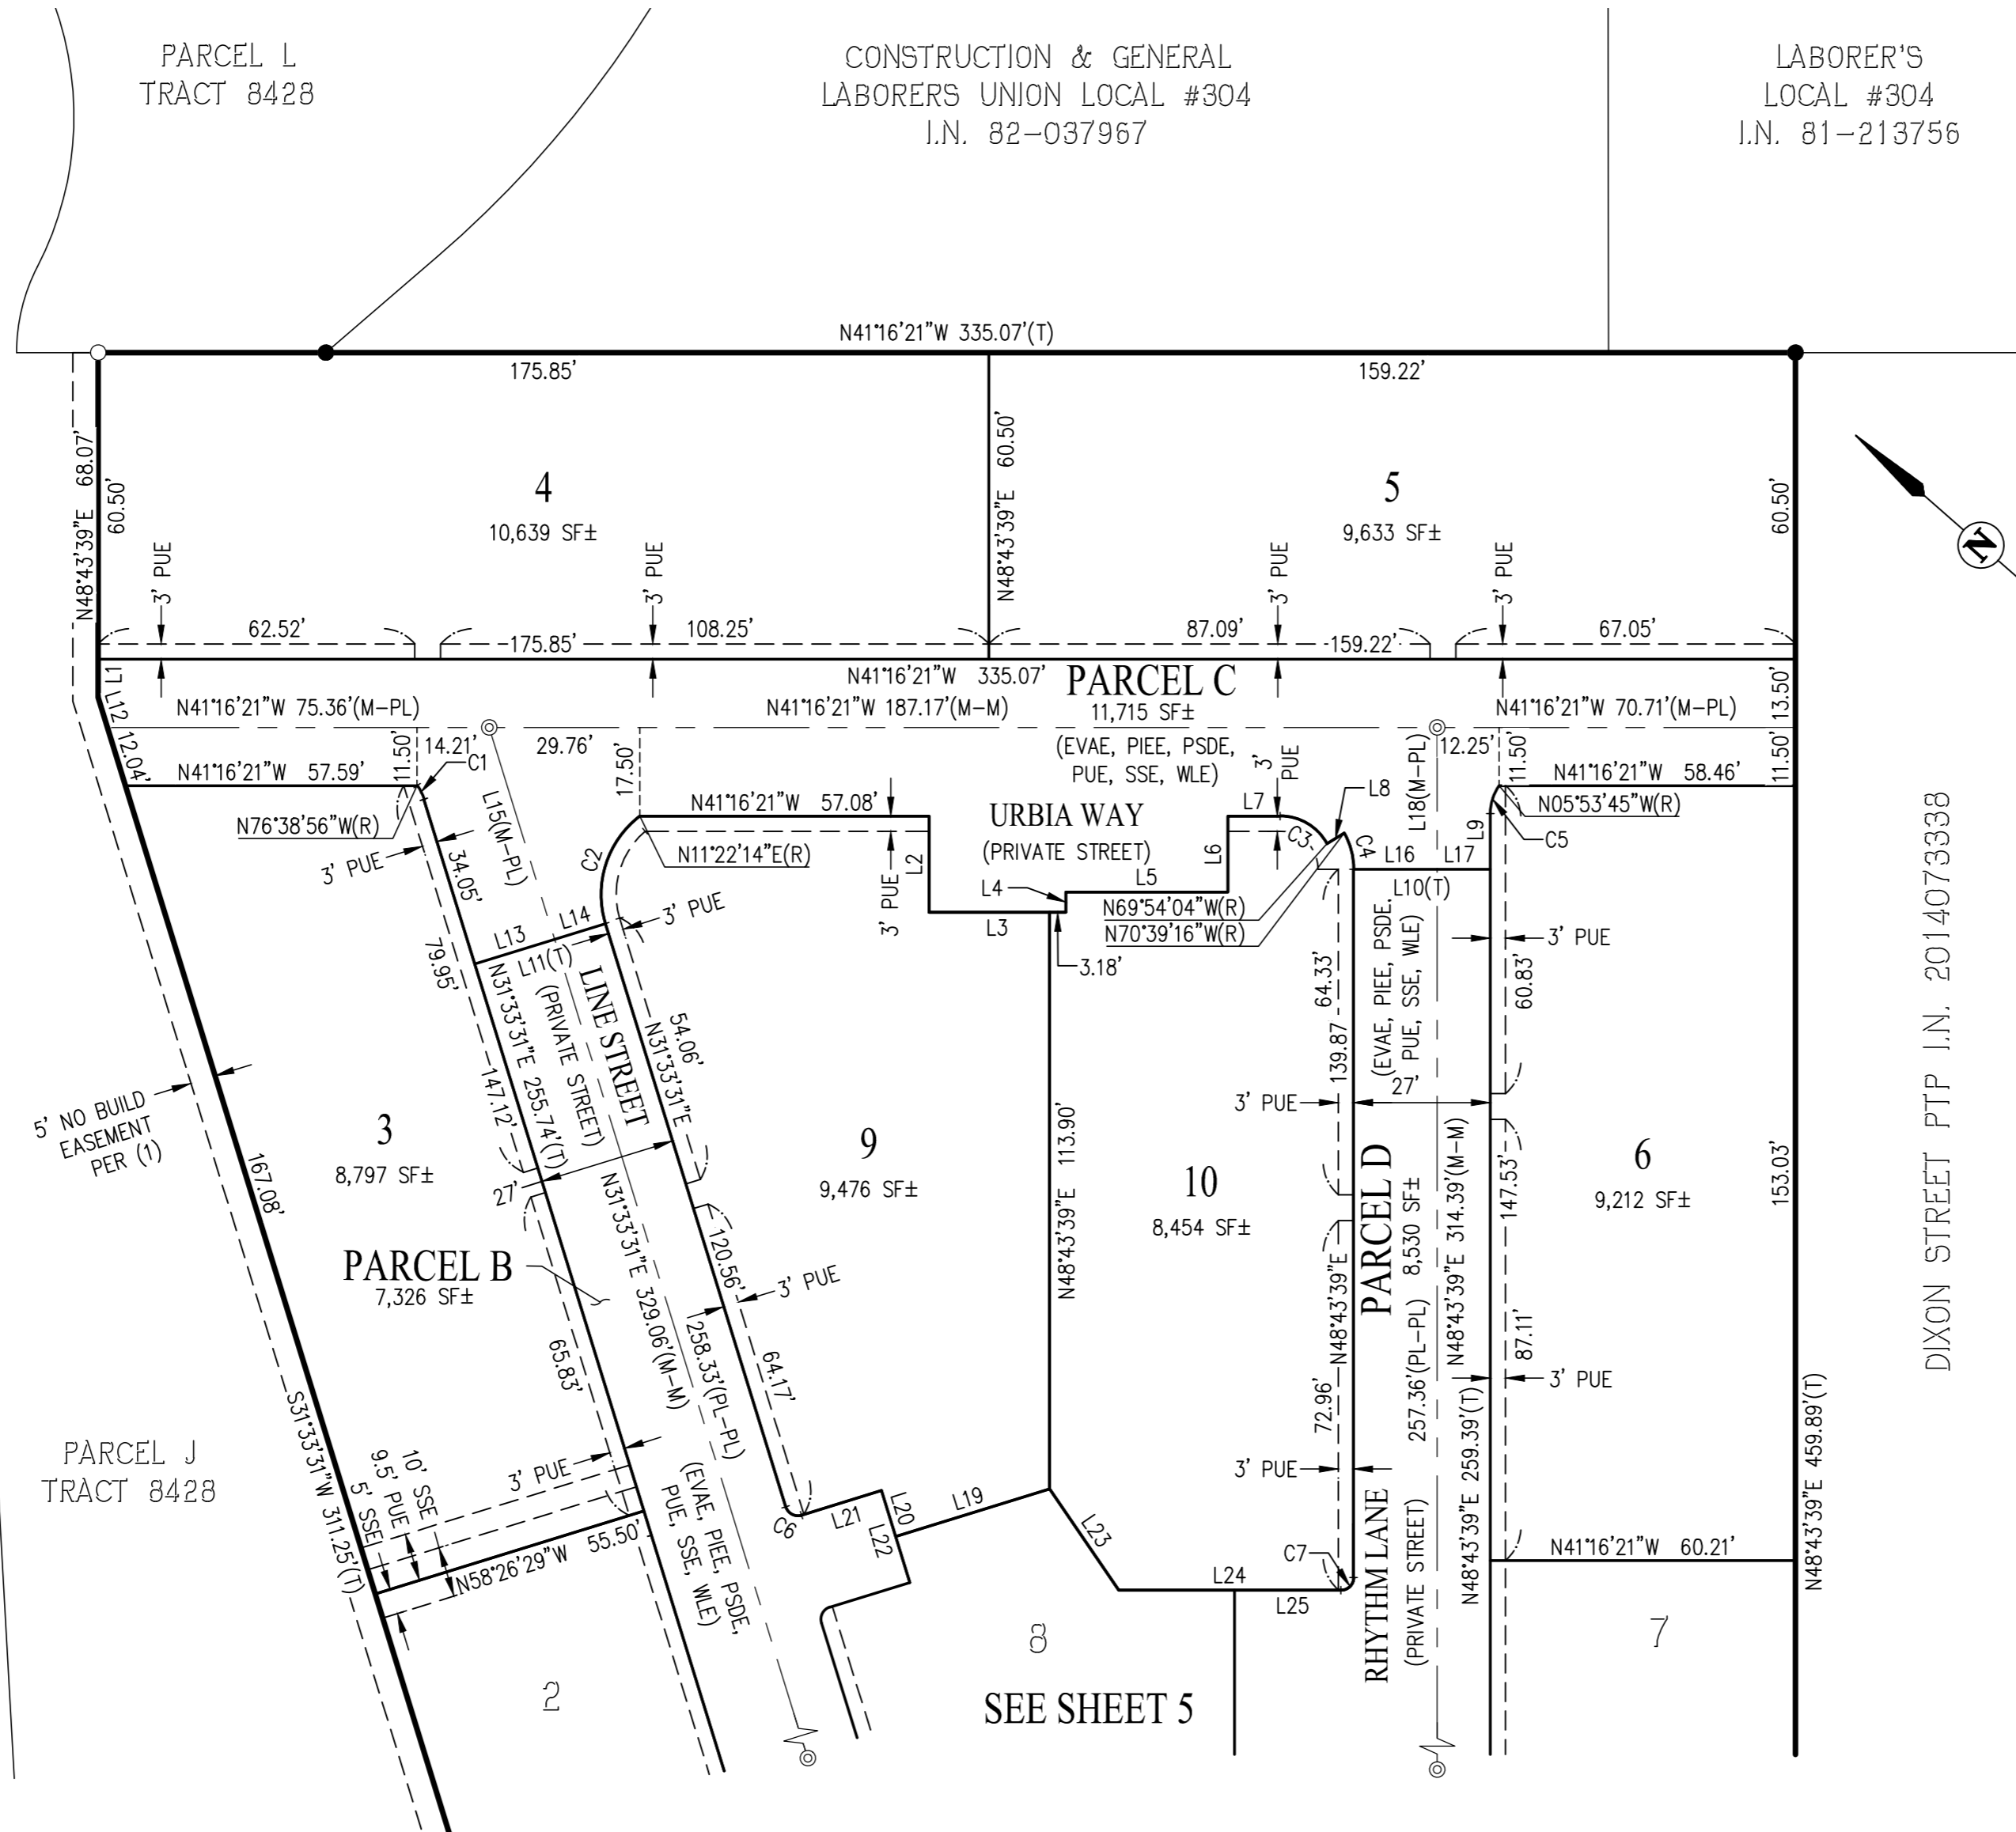 PARCEL L
TRACT 8428
CONSTRUCTION & GENERAL
LABORERS UNION LOCAL #304
I.N. 82-037967
LABORER'S
LOCAL #304
I.N. 81-213756
N41°16'21"W 335.07'(T)
175.85'
159.22'
N48°43'39"E 68.07'
60.50'
4
10,639 SF±
N48°43'39"E 60.50'
5
9,633 SF±
60.50'
N
3' PUE
3' PUE
3' PUE
3' PUE
62.52'
175.85'
108.25'
87.09'
159.22'
67.05'
L1
N41°16'21"W 335.07'
PARCEL C
11,715 SF±
(EVAE, PIEE, PSDE,
PUE, SSE, WLE)
13.50'
L12
12.04'
N41°16'21"W 75.36'(M-PL)
N41°16'21"W 187.17'(M-M)
N41°16'21"W 70.71'(M-PL)
14.21'
29.76'
12.25'
11.50'
17.50'
11.50'
11.50'
N41°16'21"W 57.59'
C1
L15(M-PL)
N41°16'21"W 57.08'
3' PUE
L7
L8
L18(M-PL)
N41°16'21"W 58.46'
N76°38'56"W(R)
N11°22'14"E(R)
URBIA WAY
(PRIVATE STREET)
N05°53'45"W(R)
C5
3' PUE
34.05'
C2
L2
L6
C3
C4
L9
L16
L17
L10(T)
3' PUE
L4
L5
L3
3.18'
N69°54'04"W(R)
N70°39'16"W(R)
L13
L14
L11(T)
3' PUE
79.95'
N31°33'31"E 255.74'(T)
(PRIVATE STREET)
LINE STREET
54.06'
N31°33'31"E
64.33'
139.87
(EVAE, PIEE, PSDE,
PUE, SSE, WLE)
3' PUE
60.83'
27'
3' PUE
DIXON STREET PTP I.N. 2014073338
5' NO BUILD
EASEMENT
PER (1)
147.12'
3
8,797 SF±
27'
167.08'
9
9,476 SF±
N48°43'39"E 113.90'
10
8,454 SF±
PARCEL D
8,530 SF±
N48°43'39"E 314.39'(M-M)
147.53'
6
9,212 SF±
153.03'
PARCEL B
7,326 SF±
N31°33'31"E 329.06'(M-M)
120.56'
3' PUE
258.33'(PL-PL)
64.17'
65.83'
N48°43'39"E
72.96'
257.36'(PL-PL)
87.11'
3' PUE
N48°43'39"E 259.39'(T)
N48°43'39"E 459.89'(T)
PARCEL J
TRACT 8428
S31°33'31"W 311.25'(T)
10' SSE
9.5' PUE
5' SSE
3' PUE
(EVAE, PIEE, PSDE,
PUE, SSE, WLE)
N58°26'29"W 55.50'
C6
L21
L20
L22
L19
L23
3' PUE
C7
L24
L25
RHYTHM LANE
(PRIVATE STREET)
N41°16'21"W 60.21'
2
8
7
SEE SHEET 5